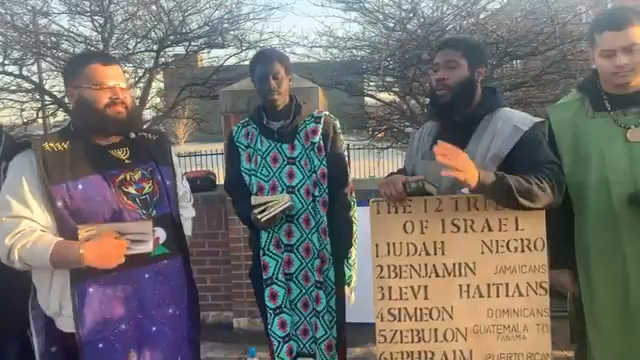 THE 12 TRIBES
OF ISRAEL
1.JUDAH NEGRO
2.BENJAMIN JAMAICANS
3.LEVI HAITIANS
4.SIMEON DOMINICANS
5.ZEBULON GUATEMALA TO PANAMA
6.EPHRAIM PUERTO RICANS